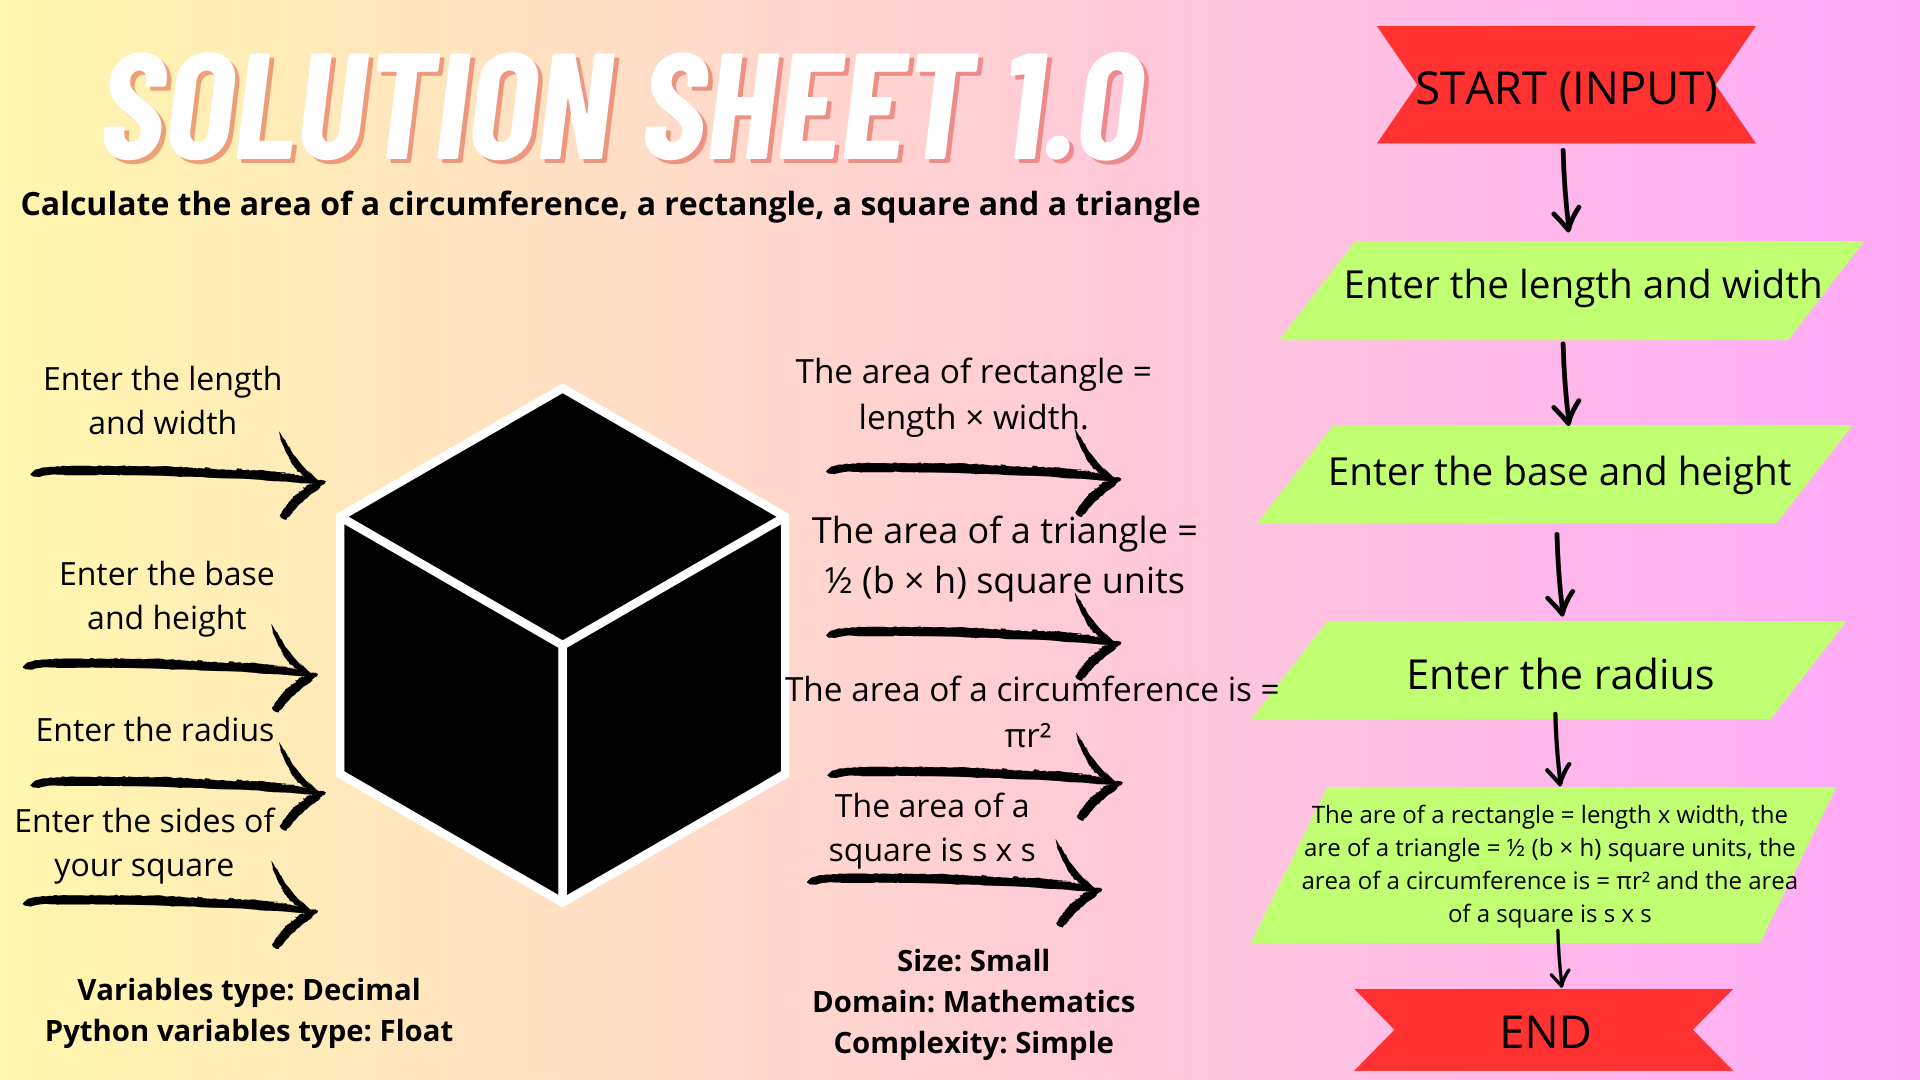 SOLUTION SHEET 1.0
Calculate the area of a circumference, a rectangle, a square and a triangle
Enter the length
and width
Enter the base
and height
Enter the radius
Enter the sides of
your square
Variables type: Decimal
Python variables type: Float
The area of rectangle =
length × width.
The area of a triangle =
½ (b × h) square units
The area of a circumference is =
πr²
The area of a
square is s x s
Size: Small
Domain: Mathematics
Complexity: Simple
START (INPUT)
Enter the length and width
Enter the base and height
Enter the radius
The are of a rectangle = length x width, the
are of a triangle = ½ (b × h) square units, the
area of a circumference is = πr² and the area
of a square is s x s
END